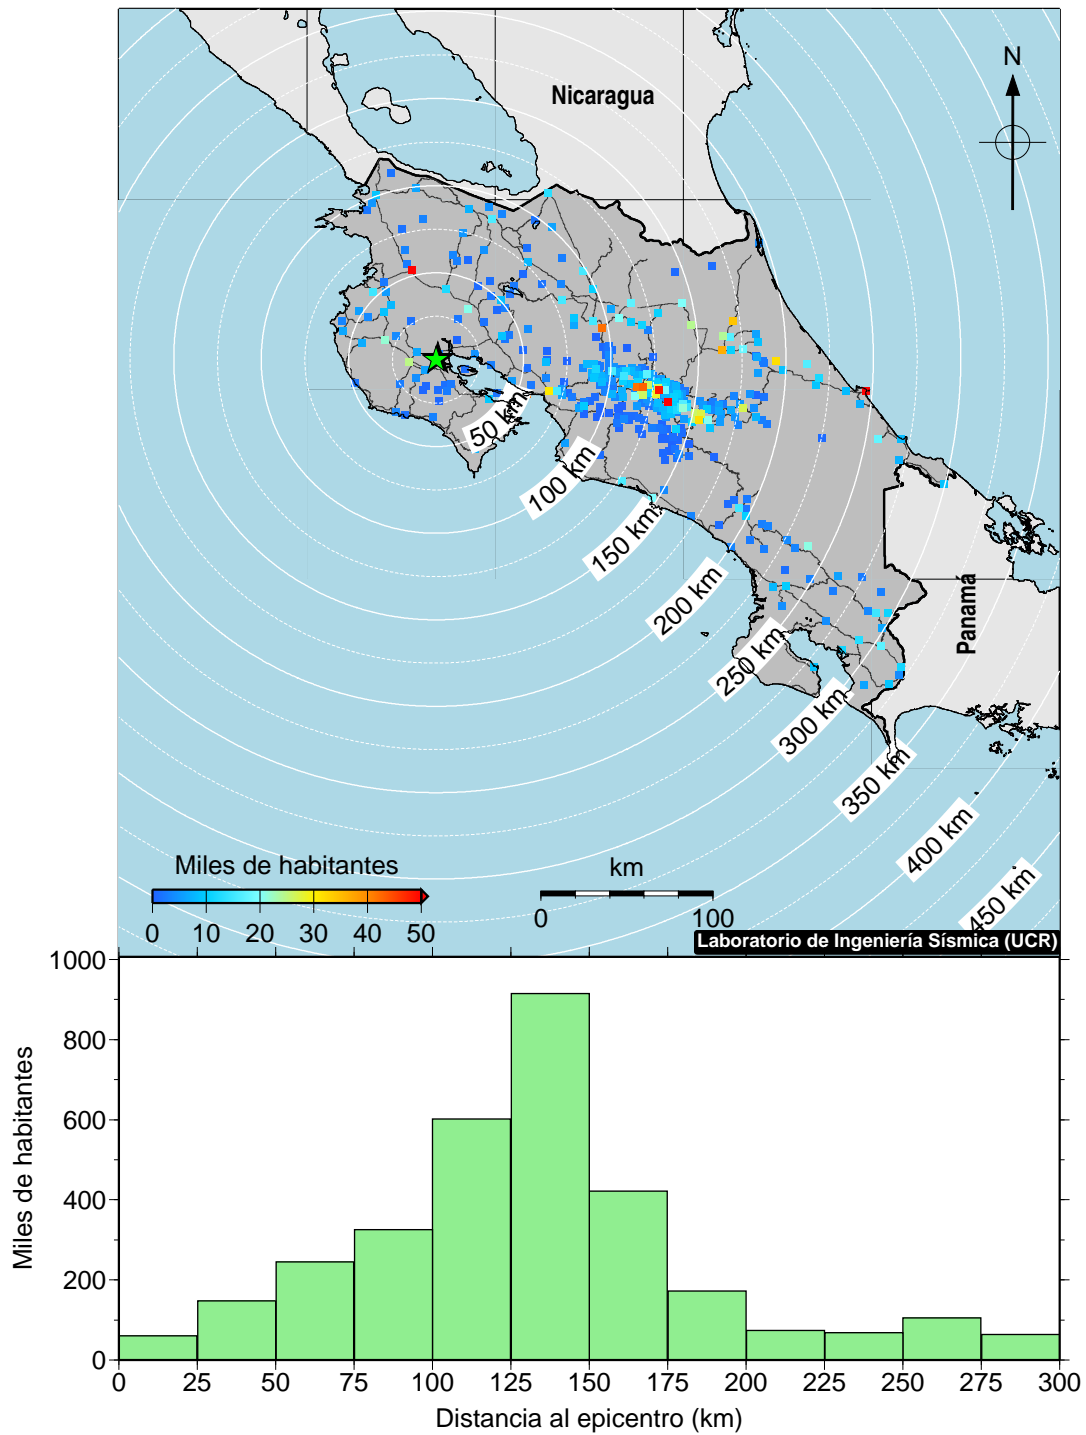 Nicaragua
N
Panamá
50 km
100 km
150 km
200 km
250 km
300 km
350 km
400 km
450 km
Miles de habitantes
0 10 20 30 40 50
km
0 100
Laboratorio de Ingeniería Sísmica (UCR)
Miles de habitantes
1000
800
600
400
200
0
0 25 50 75 100 125 150 175 200 225 250 275 300
Distancia al epicentro (km)